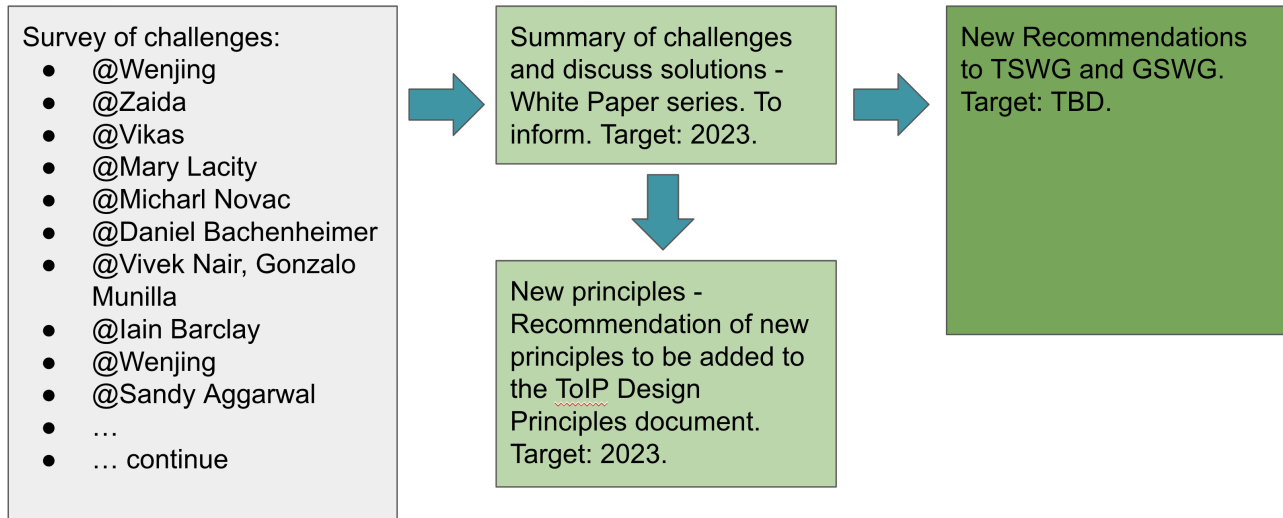 Survey of challenges:
● @Wenjing
● @Zaida
● @Vikas
● @Mary Lacity
● @Micharl Novac
● @Daniel Bachenheimer
● @Vivek Nair, Gonzalo
Munilla
● @Iain Barclay
● @Wenjing
● @Sandy Aggarwal
● …
● … continue
Summary of challenges
and discuss solutions -
White Paper series. To
inform. Target: 2023.
New principles -
Recommendation of new
principles to be added to
the ToIP Design
Principles document.
Target: 2023.
New Recommendations
to TSWG and GSWG.
Target: TBD.